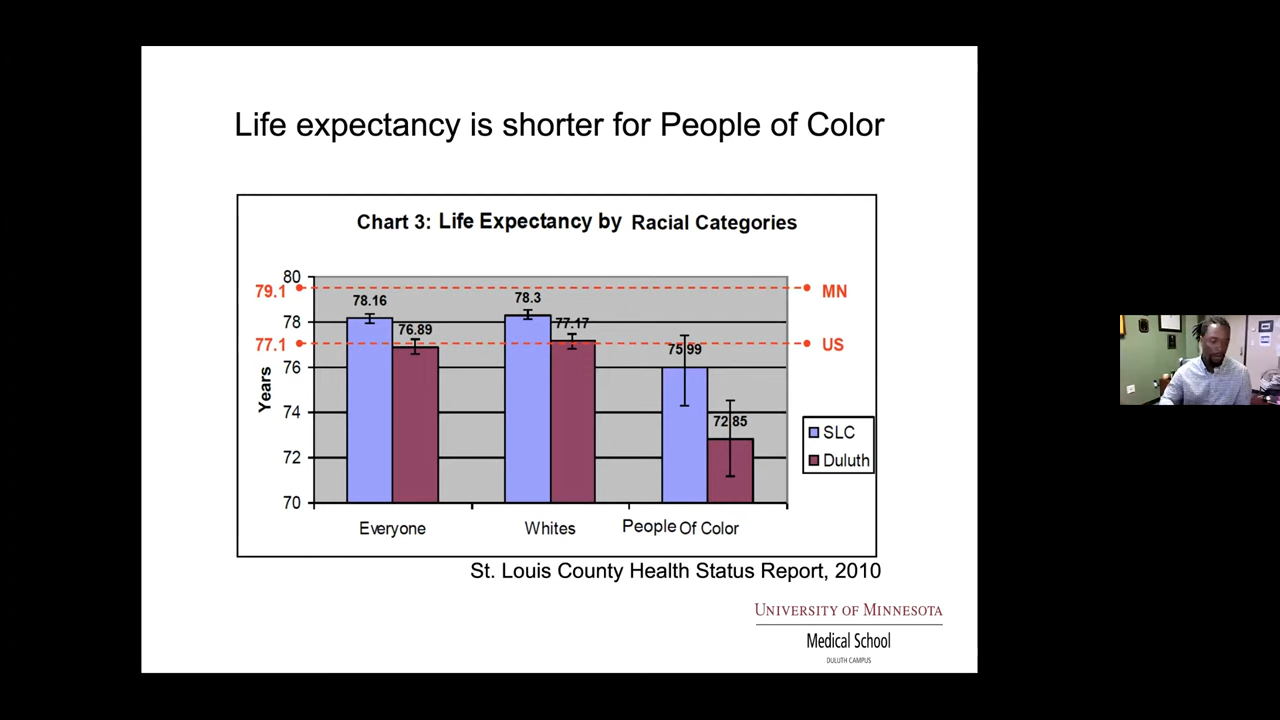 Life expectancy is shorter for People of Color
Chart 3: Life Expectancy by Racial Categories
80
79.1
MN
78.16
78.3
78
76.89
77.17
77.1
US
75.99
76
Years
74
72.85
SLC
72
Duluth
70
Everyone
Whites
People Of Color
St. Louis County Health Status Report, 2010
UNIVERSITY OF MINNESOTA
Medical School
DULUTH CAMPUS